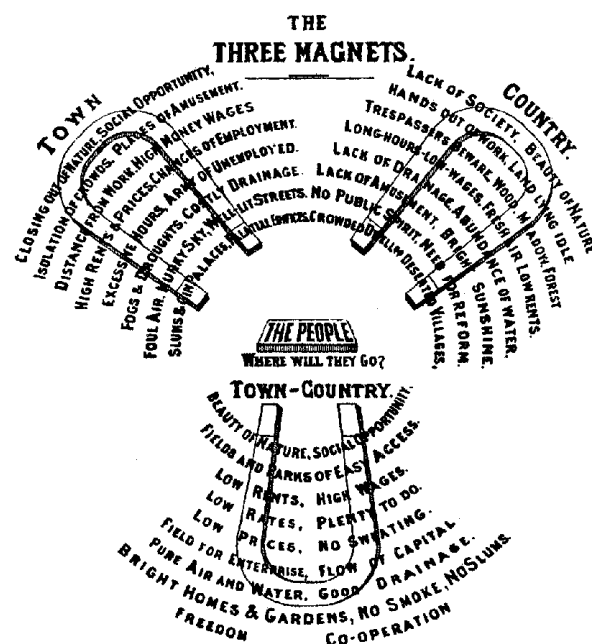 THE
THREE MAGNETS.
TOWN
CLOSING OUT OF NATURE. SOCIAL OPPORTUNITY.
ISOLATION OF CROWDS. PLACES OF AMUSEMENT.
DISTANCE FROM WORK. HIGH MONEY WAGES
HIGH RENTS & PRICES. CHANCES OF EMPLOYMENT.
EXCESSIVE HOURS. ARMY OF UNEMPLOYED.
FOGS & DROUGHTS. COSTLY DRAINAGE.
FOUL AIR. MURKY SKY. WELL-LIT STREETS.
SLUMS & GIN PALACES. PALATIAL EDIFICES.
COUNTRY.
LACK OF SOCIETY. BEAUTY OF NATURE
HANDS OUT OF WORK. LAND LYING IDLE
TRESPASSERS BEWARE. WOOD, MEADOW, FOREST
LONG-HOURS-LOW-WAGES. FRESH AIR LOW RENTS.
LACK OF DRAINAGE. ABUNDANCE OF WATER.
LACK OF AMUSEMENT. BRIGHT SUNSHINE.
NO PUBLIC SPIRIT. NEED FOR REFORM.
CROWDED DWELLINGS DESERTED VILLAGES,
THE PEOPLE
WHERE WILL THEY GO?
TOWN-COUNTRY.
BEAUTY OF NATURE, SOCIAL OPPORTUNITY.
FIELDS AND PARKS OF EASY ACCESS.
LOW RENTS, HIGH WAGES.
LOW RATES, PLENTY TO DO.
LOW PRICES, NO SWEATING.
FIELD FOR ENTERPRISE, FLOW OF CAPITAL
PURE AIR AND WATER. GOOD DRAINAGE.
BRIGHT HOMES & GARDENS, NO SMOKE, NO SLUMS.
FREEDOM CO-OPERATION